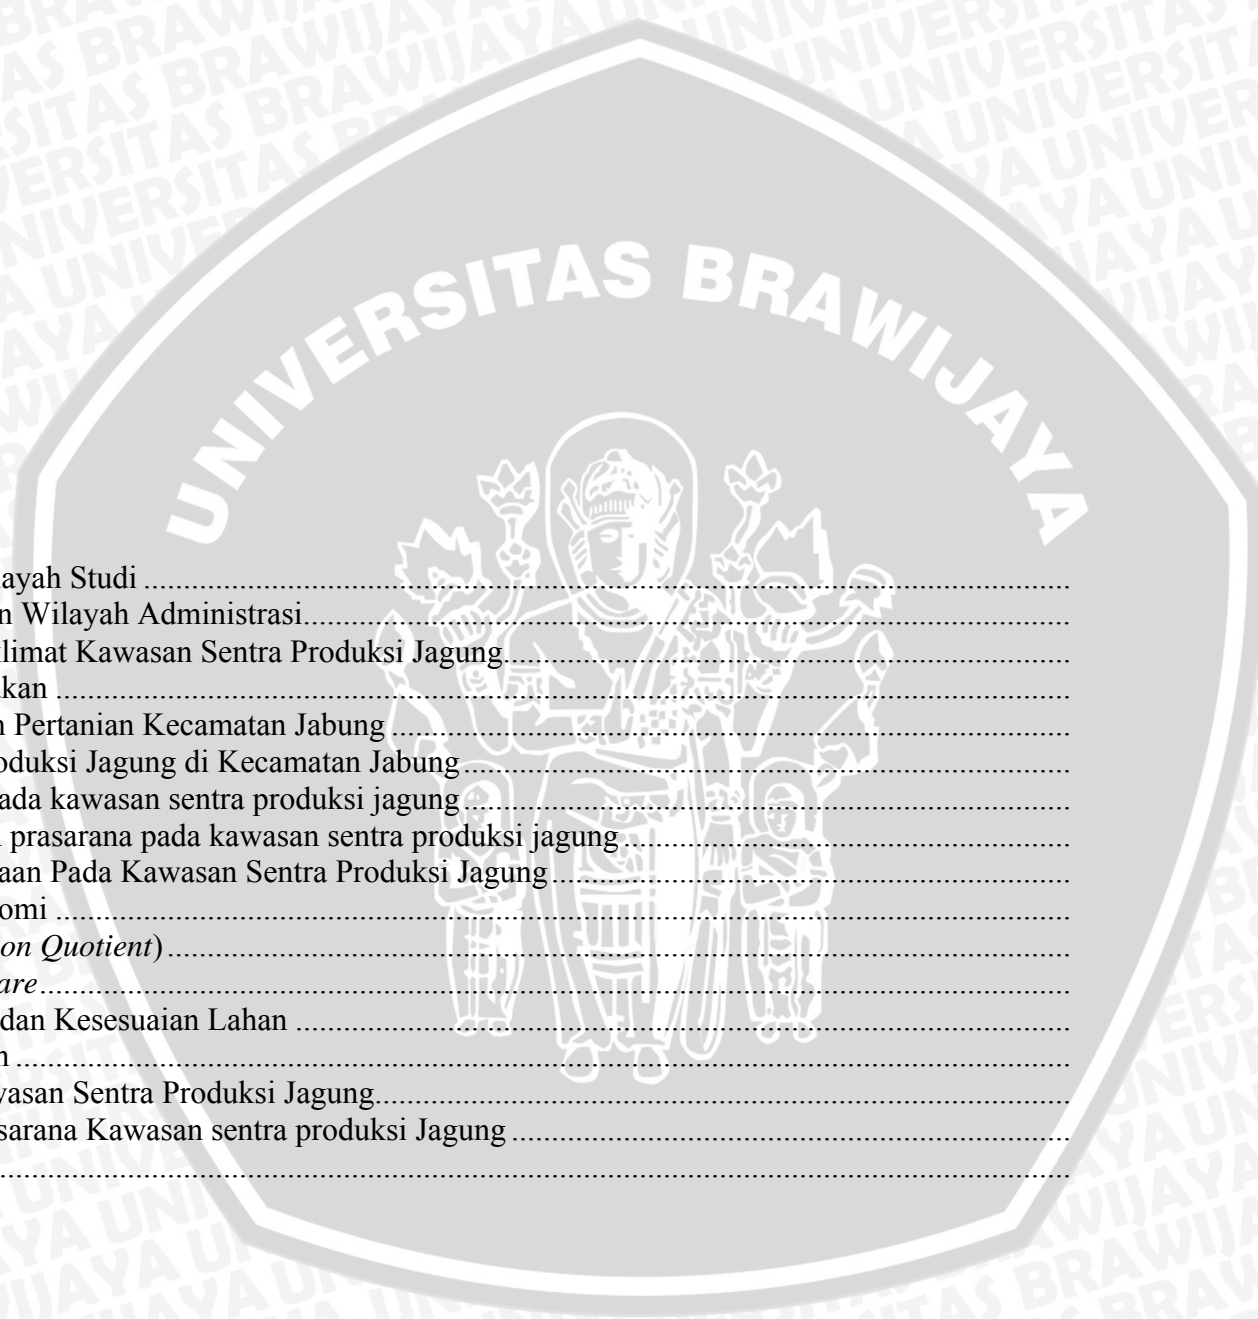 UNIVERSITAS BRAWIJAYA
ayah Studi
n Wilayah Administrasi
limat Kawasan Sentra Produksi Jagung
kan
n Pertanian Kecamatan Jabung
oduksi Jagung di Kecamatan Jabung
ada kawasan sentra produksi jagung
prasarana pada kawasan sentra produksi jagung
aan Pada Kawasan Sentra Produksi Jagung
omi
on Quotient)
are
dan Kesesuaian Lahan
n
wasan Sentra Produksi Jagung
sarana Kawasan sentra produksi Jagung